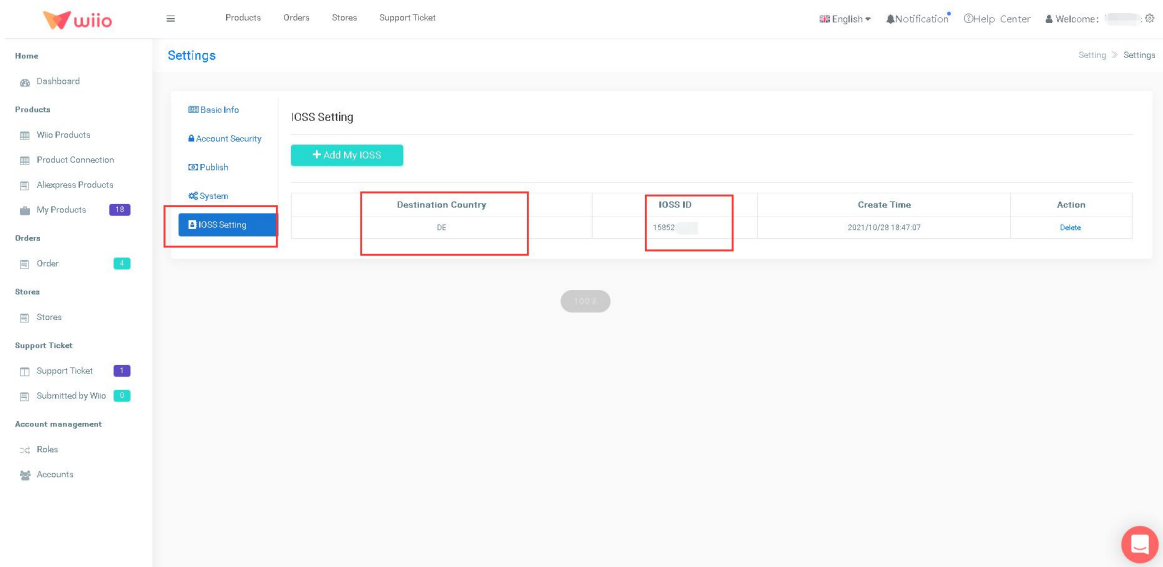 wiio
Products Orders Stores Support Ticket
English Notification Help Center Welcome:
Home
Dashboard
Products
Wiio Products
Product Connection
Aliexpress Products
My Products 18
Orders
Order 4
Stores
Stores
Support Ticket
Support Ticket 1
Submitted by Wiio 0
Account management
Roles
Accounts
Settings
Setting » Settings
Basic Info
Account Security
Publish
System
IOSS Setting
IOSS Setting
+ Add My IOSS
Destination Country IOSS ID Create Time Action
DE 15852 2021/10/28 18:47:07 Delete
100%